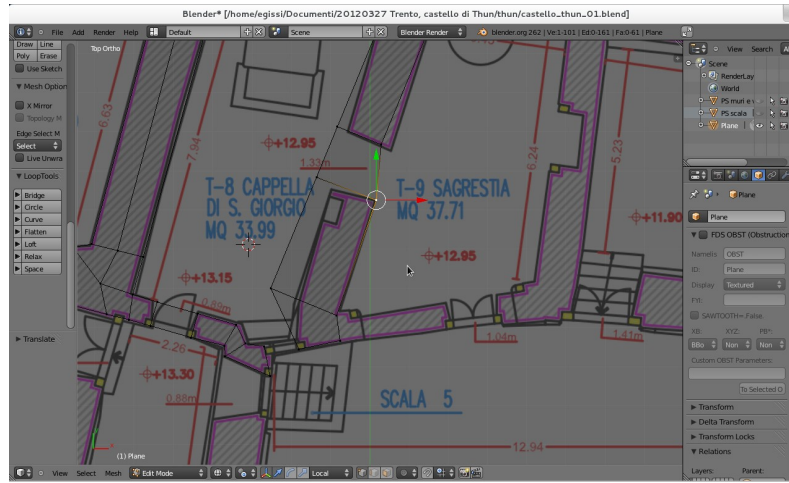 Blender* [/home/egissi/Documenti/20120327 Trento, castello di Thun/thun/castello_thun_01.blend]
File Add Render Help Default Scene Blender Render blender.org 262 | Ve:1-101 | Ed:0-161 | Fa:0-61 | Plane
Draw Line
Poly Erase
Use Sketch
Mesh Option
X Mirror
Topology M
Edge Select M
Select
Live Unwra
LoopTools
Bridge
Circle
Curve
Flatten
Loft
Relax
Space
Translate
Top Ortho
6.63
7.94
+12.95
1.33m
T-8 CAPPELLA
DI S. GIORGIO
MQ 33.99
T-9 SAGRESTIA
MQ 37.71
6.24
5.23
+11.90
+12.95
+13.15
0.89m
2.26
1.04m
1.41m
+13.30
0.88m
SCALA 5
12.94
(1) Plane
View Select Mesh Edit Mode Local
View Search
Scene
RenderLay
World
PS muri e v
PS scala
Plane
Plane
Plane
FDS OBST (Obstruction
Namelis OBST
ID: Plane
Display Textured
FYI:
SAWTOOTH=.False.
XB: XYZ: PB*:
BBo Non Non
Custom OBST Parameters:
To Selected O
Transform
Delta Transform
Transform Locks
Relations
Layers: Parent: